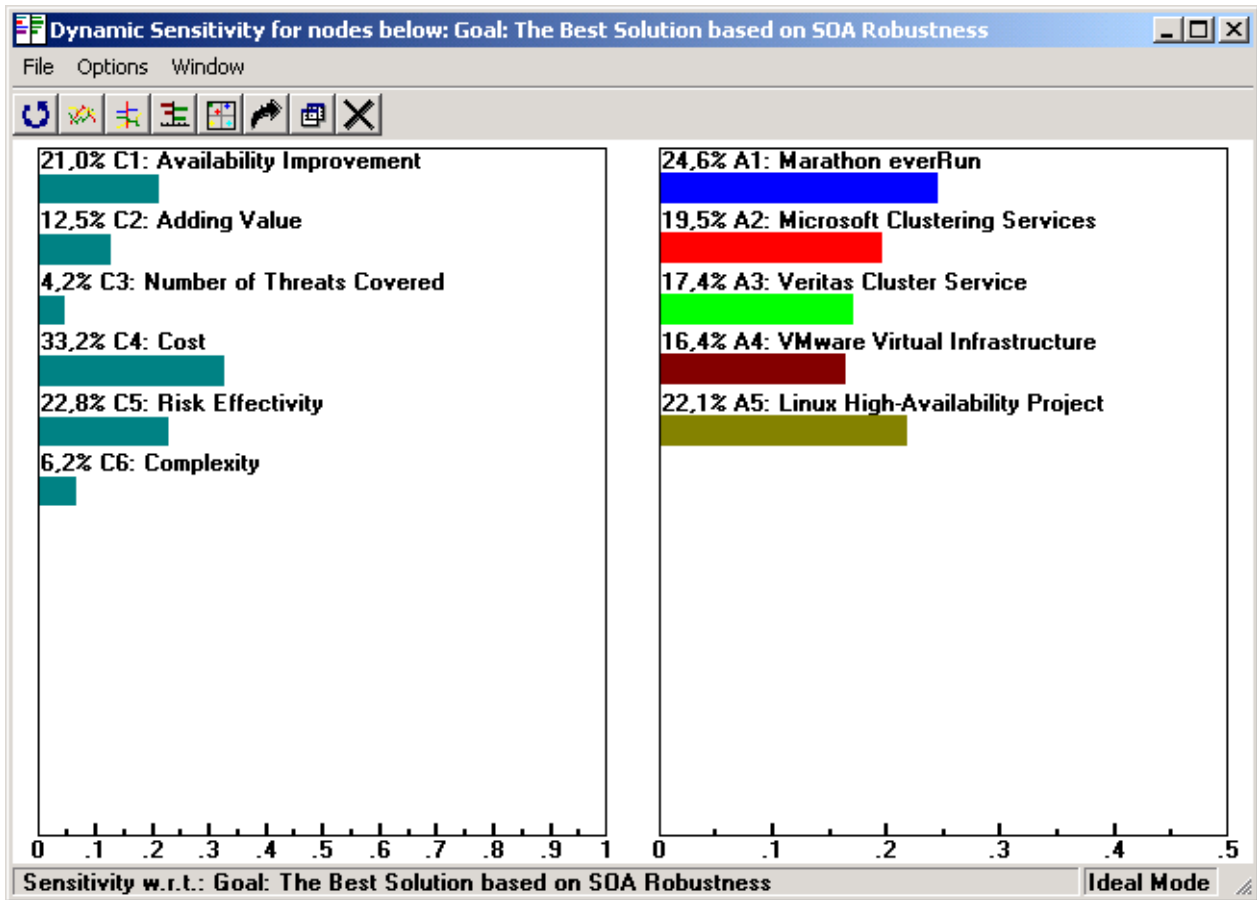 Dynamic Sensitivity for nodes below: Goal: The Best Solution based on SOA Robustness
File Options Window
21,0% C1: Availability Improvement
12,5% C2: Adding Value
4,2% C3: Number of Threats Covered
33,2% C4: Cost
22,8% C5: Risk Effectivity
6,2% C6: Complexity
0 .1 .2 .3 .4 .5 .6 .7 .8 .9 1
24,6% A1: Marathon everRun
19,5% A2: Microsoft Clustering Services
17,4% A3: Veritas Cluster Service
16,4% A4: VMware Virtual Infrastructure
22,1% A5: Linux High-Availability Project
0 .1 .2 .3 .4 .5
Sensitivity w.r.t.: Goal: The Best Solution based on SOA Robustness
Ideal Mode